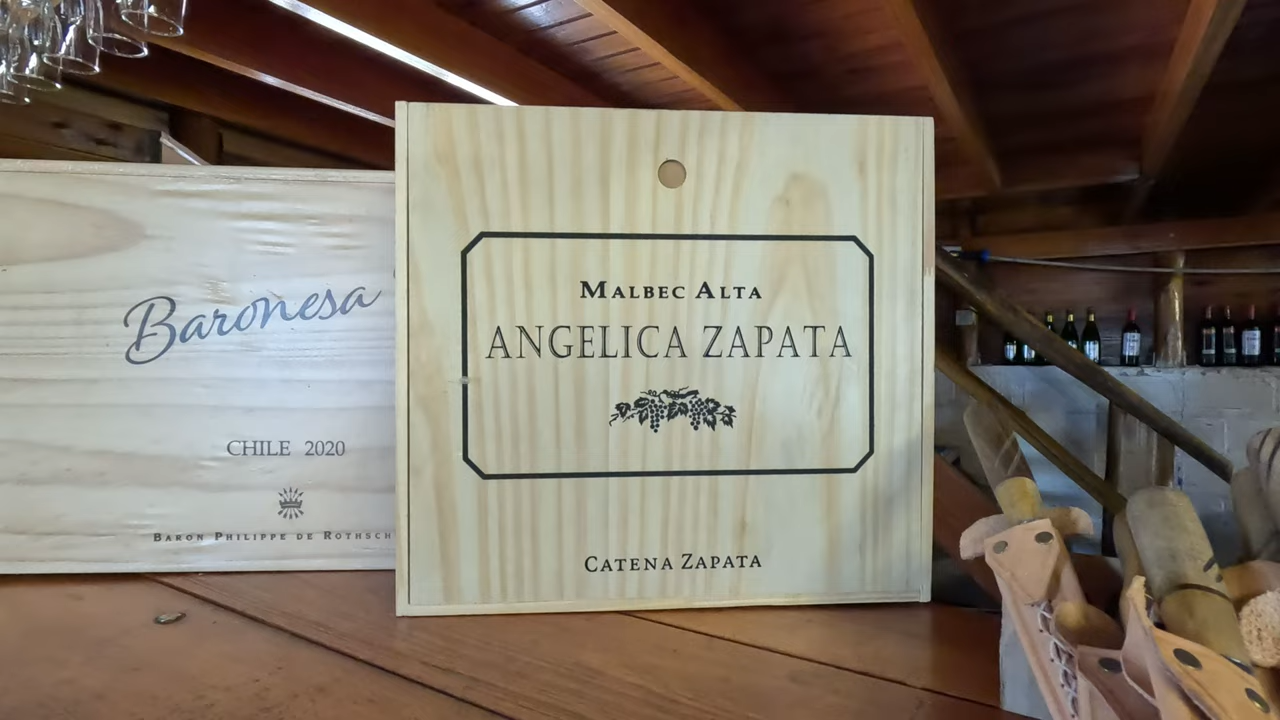 Baronesa
CHILE 2020
BARON PHILIPPE DE ROTHSCH
MALBEC ALTA
ANGELICA ZAPATA
CATENA ZAPATA